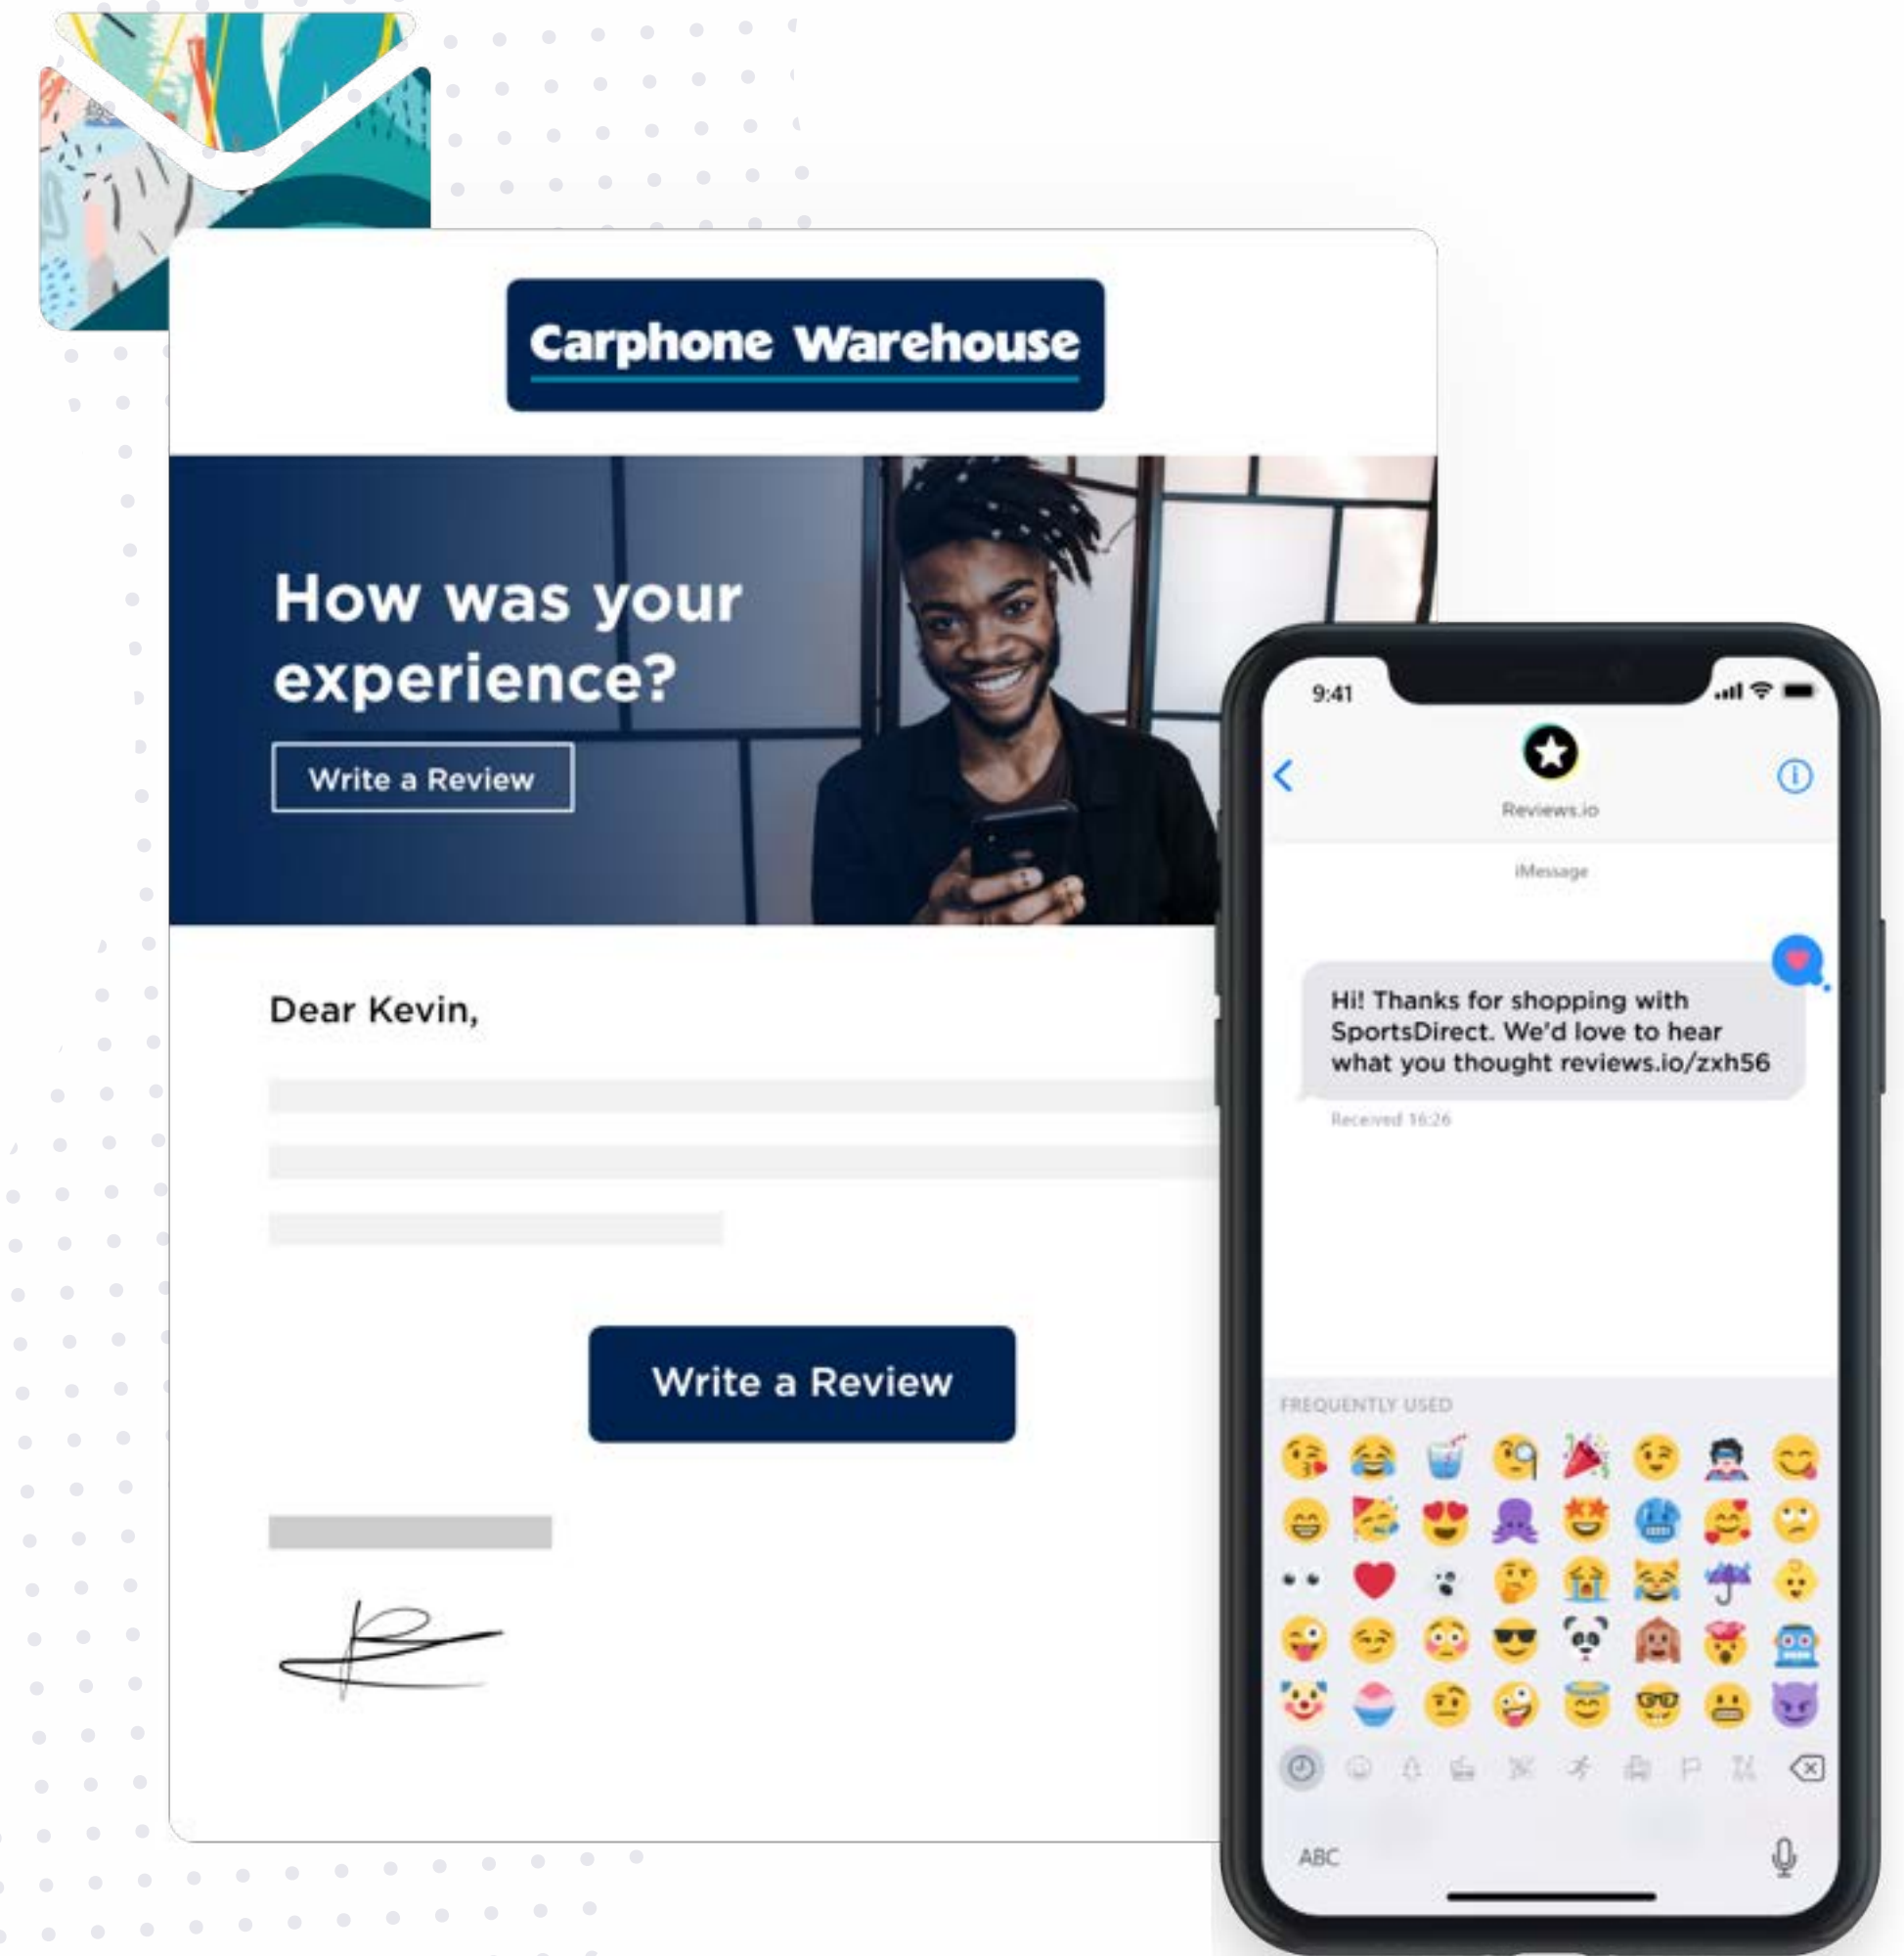 Carphone Warehouse
How was your
experience?
Write a Review
Dear Kevin,
Write a Review
9:41
Reviews.io
iMessage
Hi! Thanks for shopping with
SportsDirect. We'd love to hear
what you thought reviews.io/zxh56
Received 16:26
FREQUENTLY USED
ABC